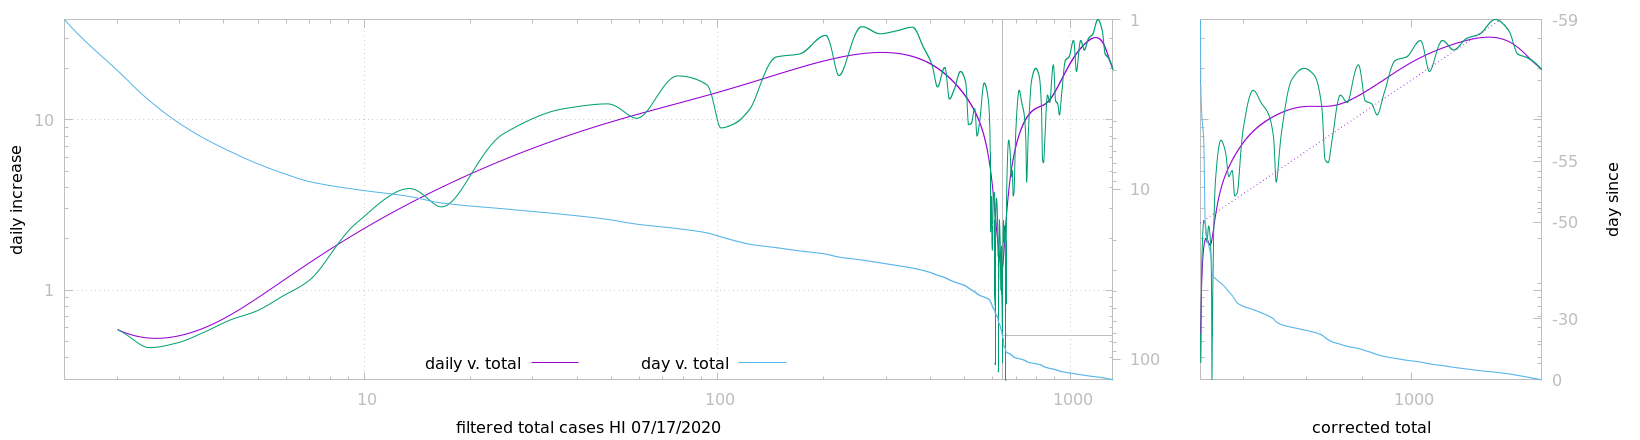 1
-59
10
-55
10
-50
daily increase
day since
1
-30
daily v. total
day v. total
100
0
10
100
1000
1000
filtered total cases HI 07/17/2020
corrected total